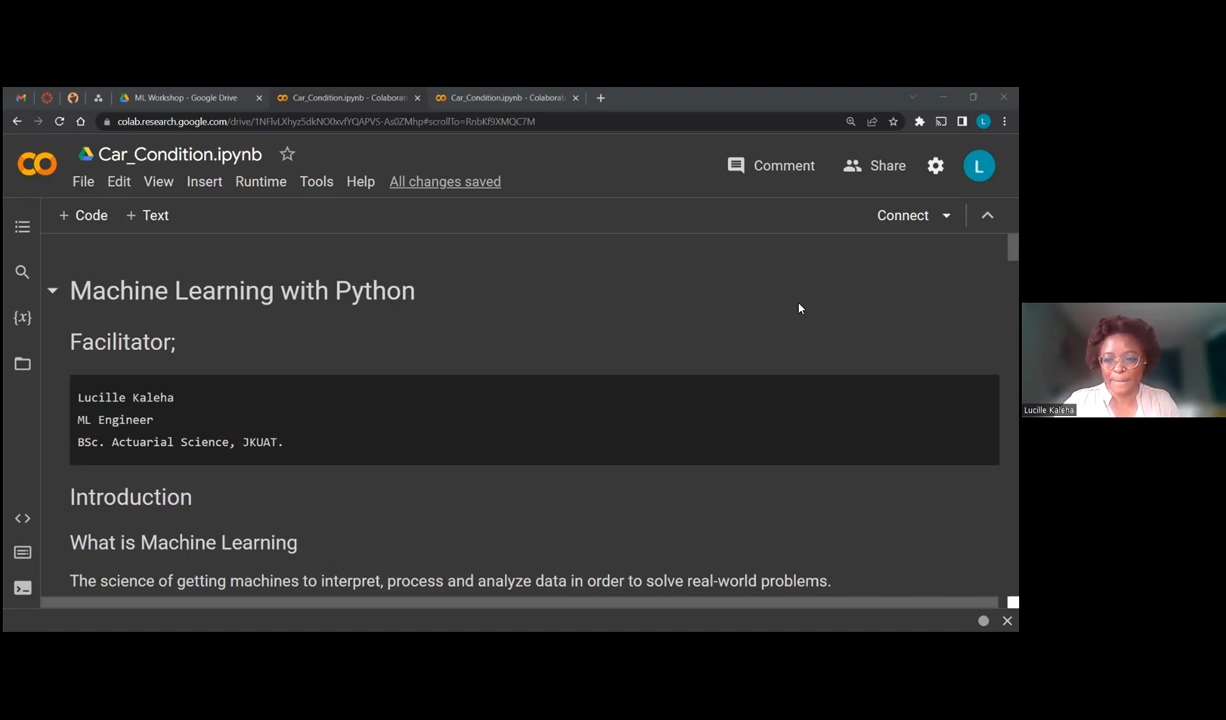 ML Workshop - Google Drive
Car_Condition.ipynb - Colaborat
Car_Condition.ipynb - Colaborat
colab.research.google.com/drive/1NFlvLXhyz5dkNO0xvfYQAPVS-As0ZMhp#scrollTo=RnbKf9XMQC7M
L
Car_Condition.ipynb
Comment
Share
L
File Edit View Insert Runtime Tools Help All changes saved
+ Code + Text
Connect
Machine Learning with Python
Facilitator;
{x}
Lucille Kaleha
ML Engineer
BSc. Actuarial Science, JKUAT.
Lucille Kaleha
Introduction
What is Machine Learning
The science of getting machines to interpret, process and analyze data in order to solve real-world problems.